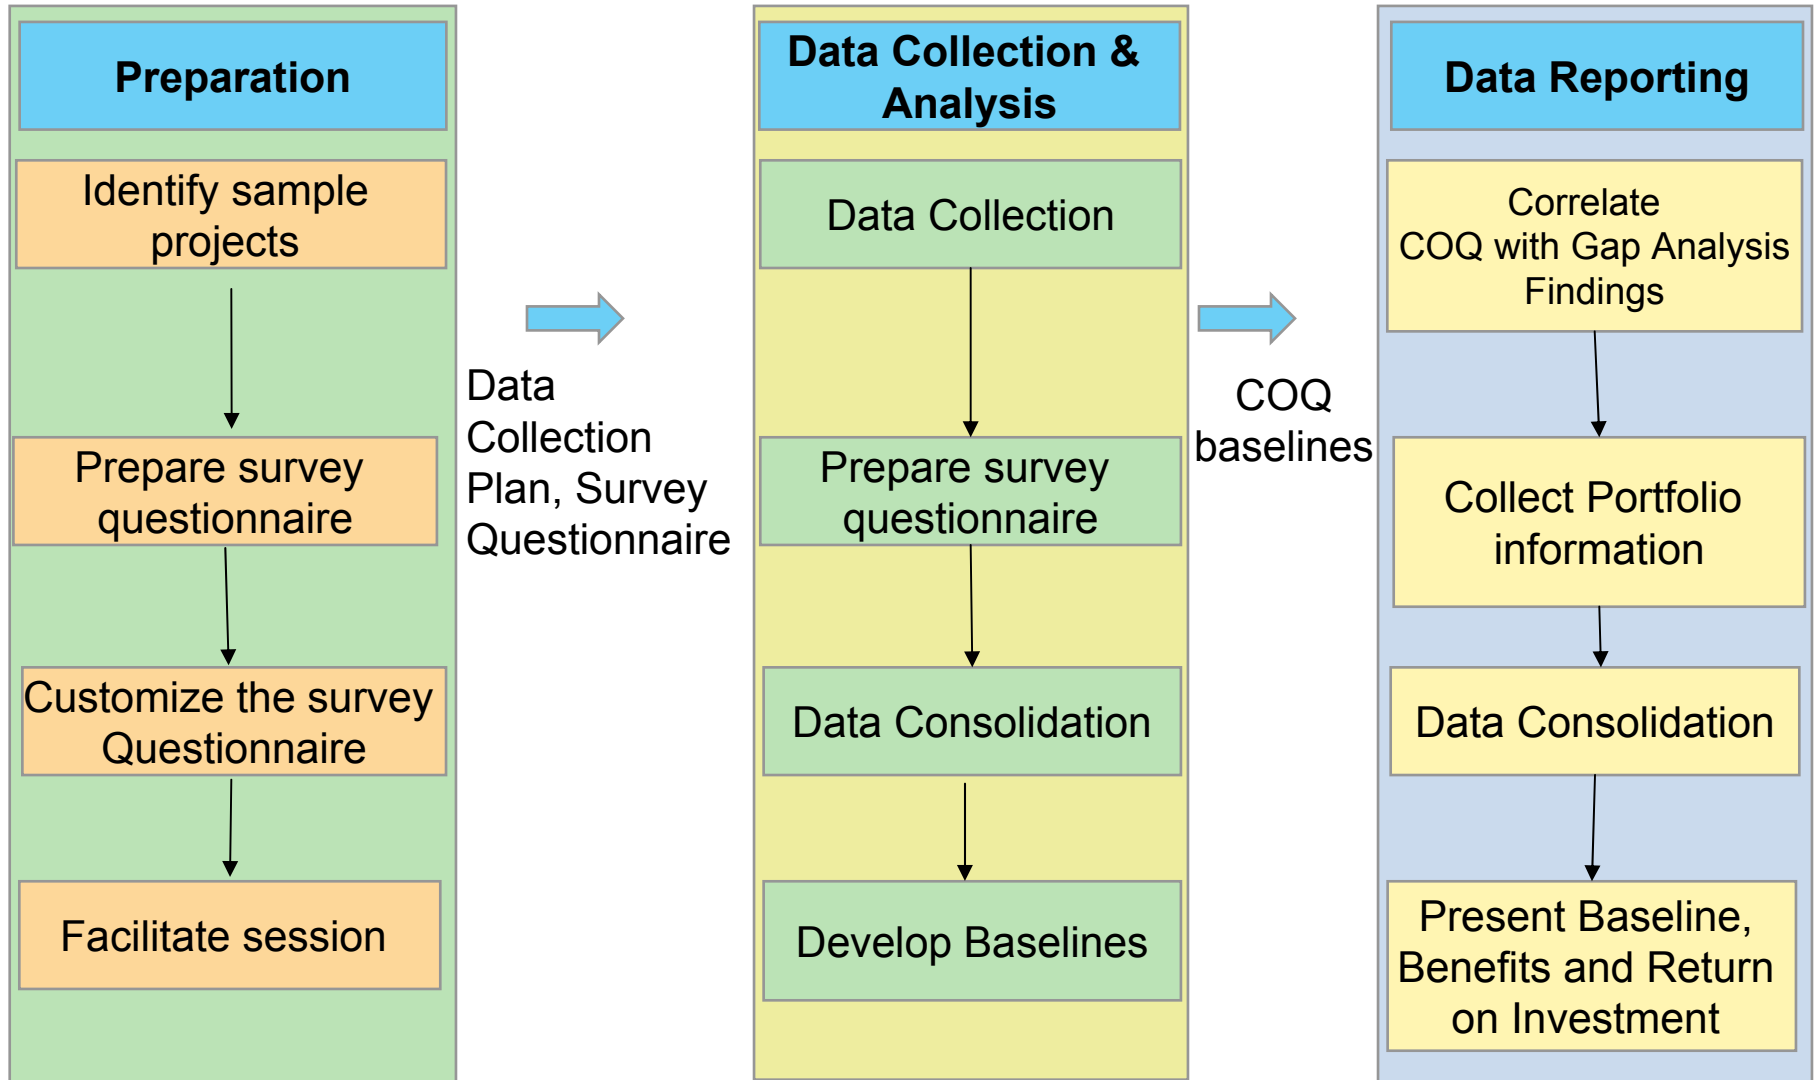 Preparation
Identify sample
projects
Prepare survey
questionnaire
Customize the survey
Questionnaire
Facilitate session
Data
Collection
Plan, Survey
Questionnaire
Data Collection &
Analysis
Data Collection
Prepare survey
questionnaire
Data Consolidation
Develop Baselines
COQ
baselines
Data Reporting
Correlate
COQ with Gap Analysis
Findings
Collect Portfolio
information
Data Consolidation
Present Baseline,
Benefits and Return
on Investment